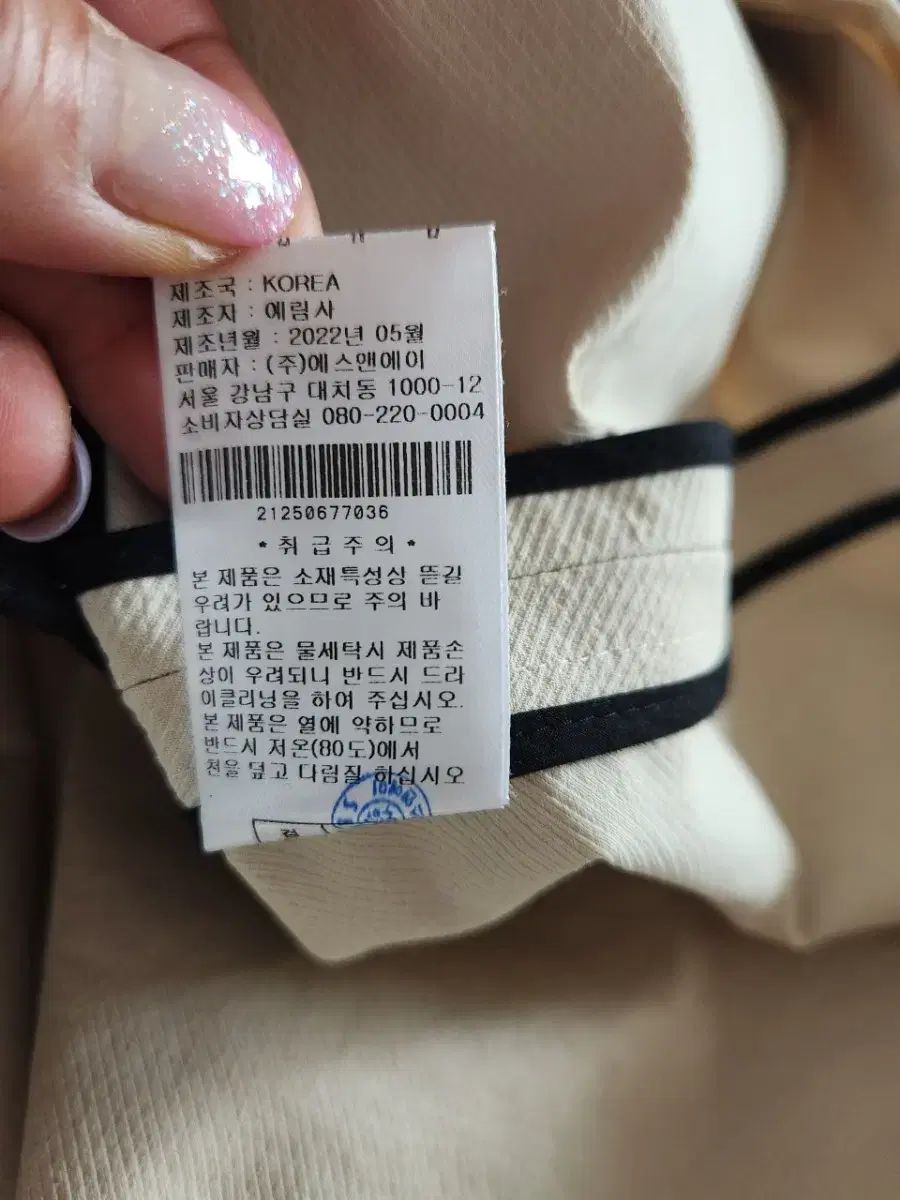 제조국 : KOREA
제조자 : 예림사
제조년월 : 2022년 05월
판매자 : (주)에스앤에이
서울 강남구 대치동 1000-12
소비자상담실 080-220-0004
21250677036
* 취 급 주 의 *
본 제품은 소재특성상 뜯길
우려가 있으므로 주의 바
랍니다.
본 제품은 물세탁시 제품손
상이 우려되니 반드시 드라
이클리닝을 하여 주십시오.
본 제품은 열에 약하므로
반드시 저온(80도)에서
천을 덮고 다림질 하십시오